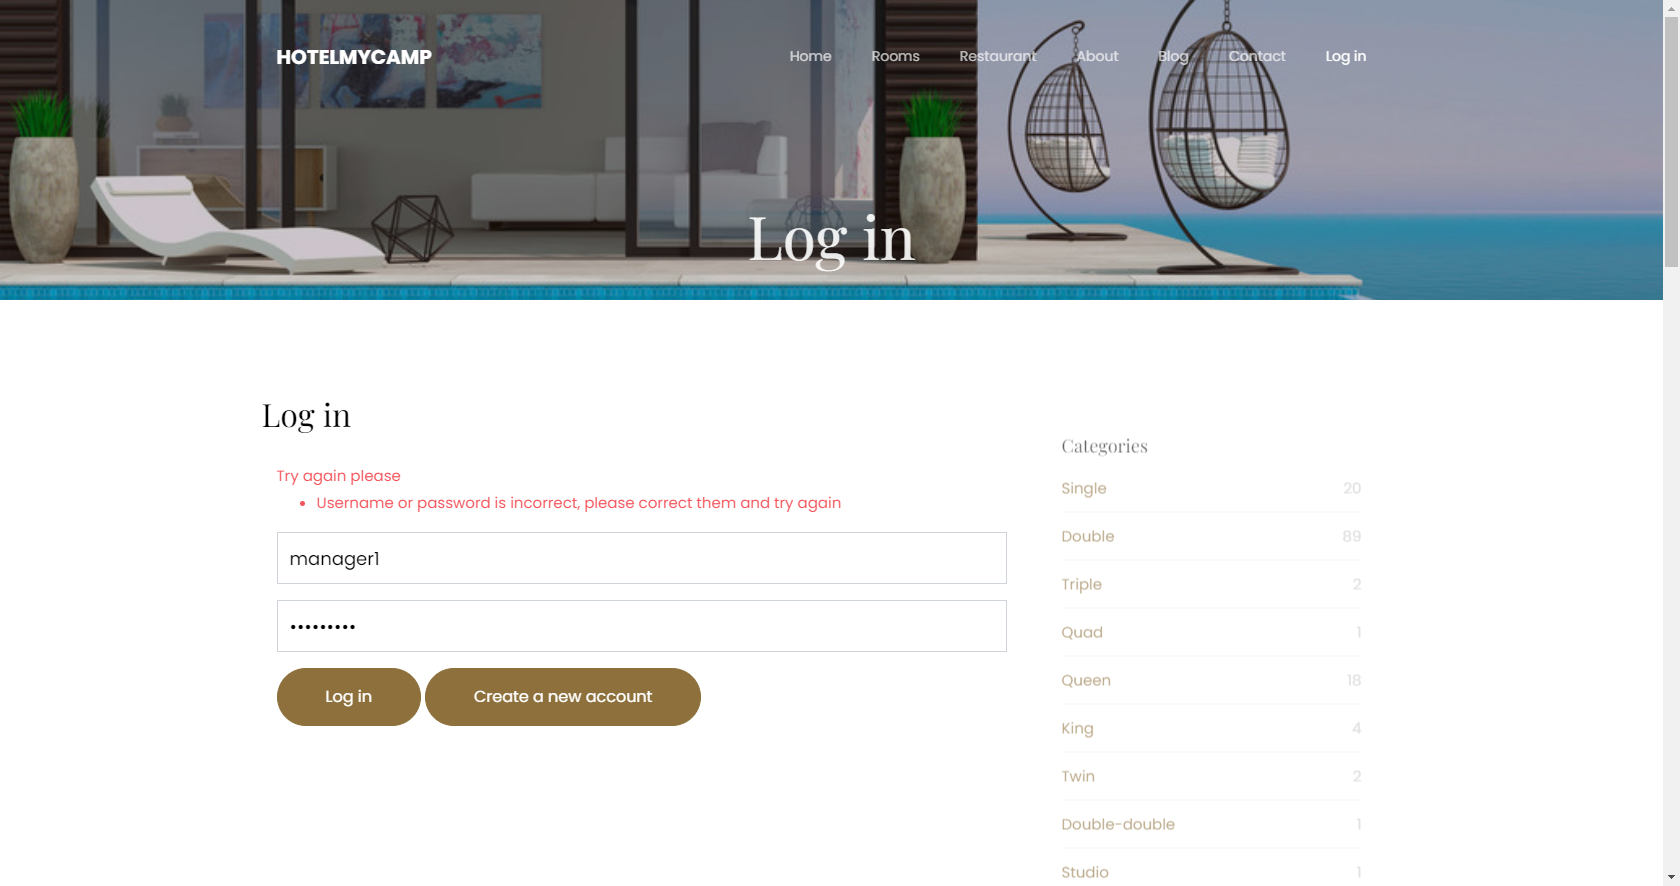 HOTELMYCAMP
Home Rooms Restaurant About Blog Contact Log in
Log in
Log in
Try again please
• Username or password is incorrect, please correct them and try again
manager1
•••••••••
Log in Create a new account
Categories
Single 20
Double 89
Triple 2
Quad 1
Queen 18
King 4
Twin 2
Double-double 1
Studio 1